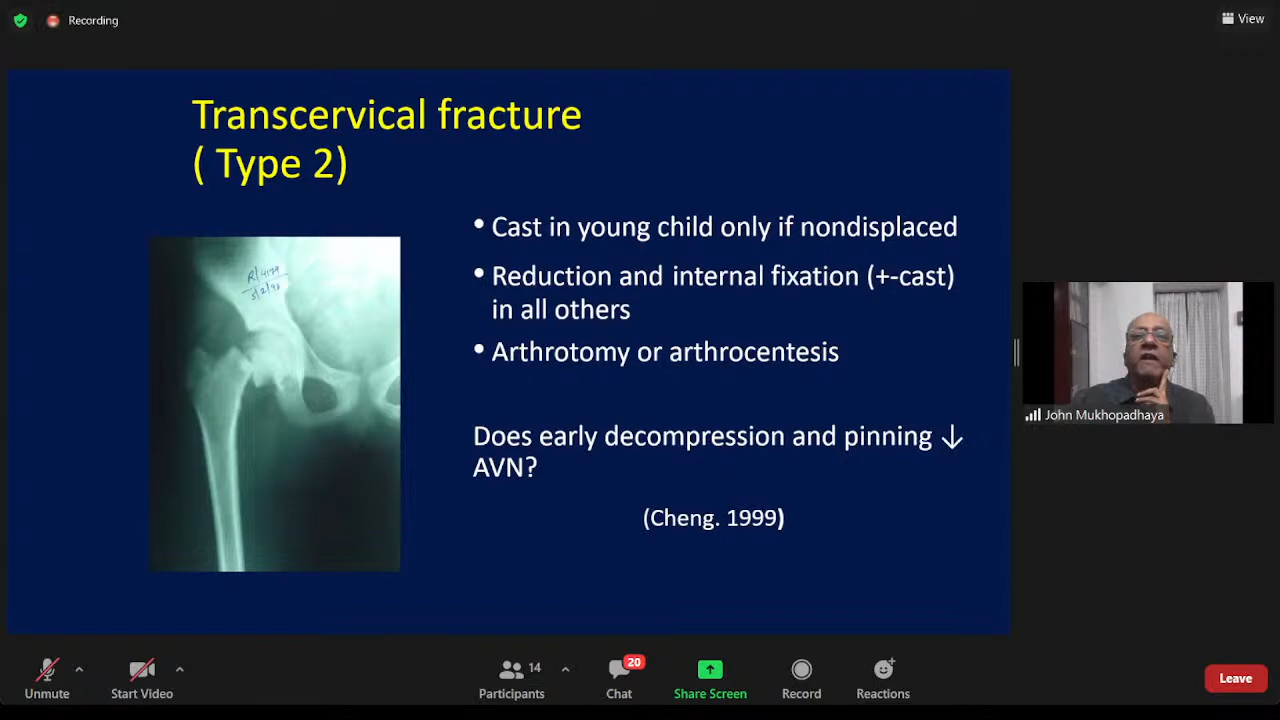 Recording
View
Transcervical fracture
( Type 2)
• Cast in young child only if nondisplaced
• Reduction and internal fixation (+-cast)
in all others
• Arthrotomy or arthrocentesis
Does early decompression and pinning ↓
AVN?
(Cheng. 1999)
John Mukhopadhaya
Unmute
Start Video
14
Participants
20
Chat
Share Screen
Record
Reactions
Leave